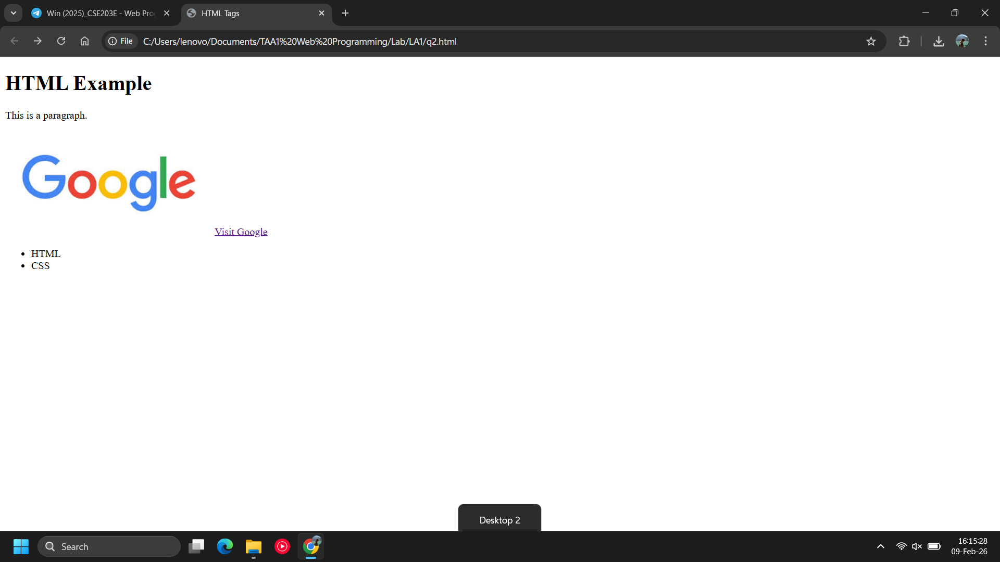 Win (2025)_CSE203E - Web Pro
HTML Tags
File
C:/Users/lenovo/Documents/TAA1%20Web%20Programming/Lab/LA1/q2.html
HTML Example
This is a paragraph.
Google
Visit Google
HTML
CSS
Desktop 2
Search
16:15:28
09-Feb-26